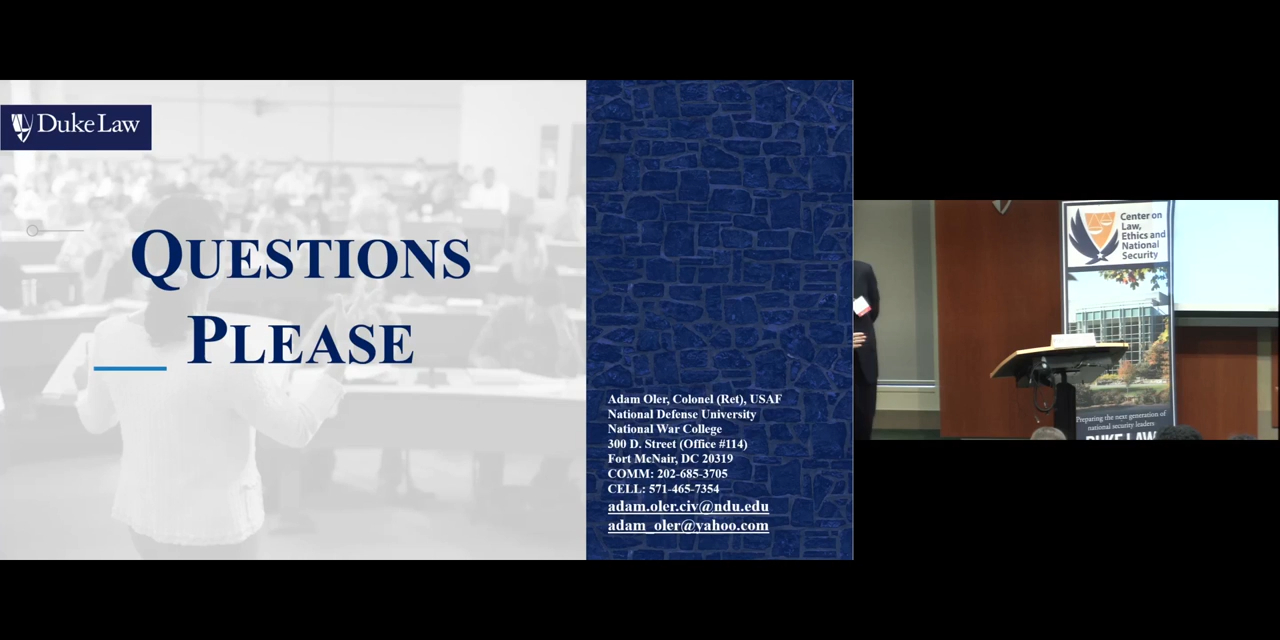 Duke Law
QUESTIONS
PLEASE
Adam Oler, Colonel (Ret), USAF
National Defense University
National War College
300 D. Street (Office #114)
Fort McNair, DC 20319
COMM: 202-685-3705
CELL: 571-465-7354
adam.oler.civ@ndu.edu
adam_oler@yahoo.com
Center on
Law,
Ethics and
National
Security
Preparing the next generation of
national security leaders
DUKE LAW